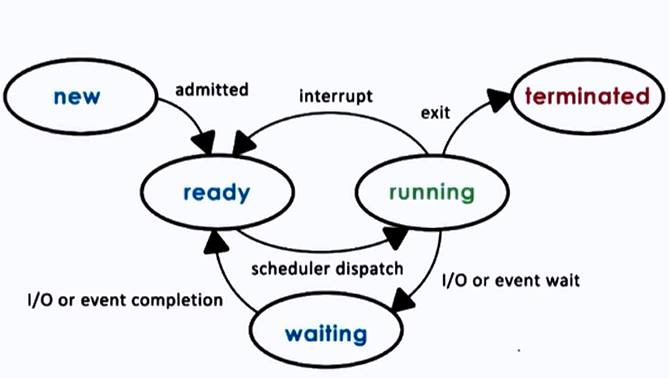 new
admitted
interrupt
exit
terminated
ready
running
scheduler dispatch
I/O or event completion
I/O or event wait
waiting